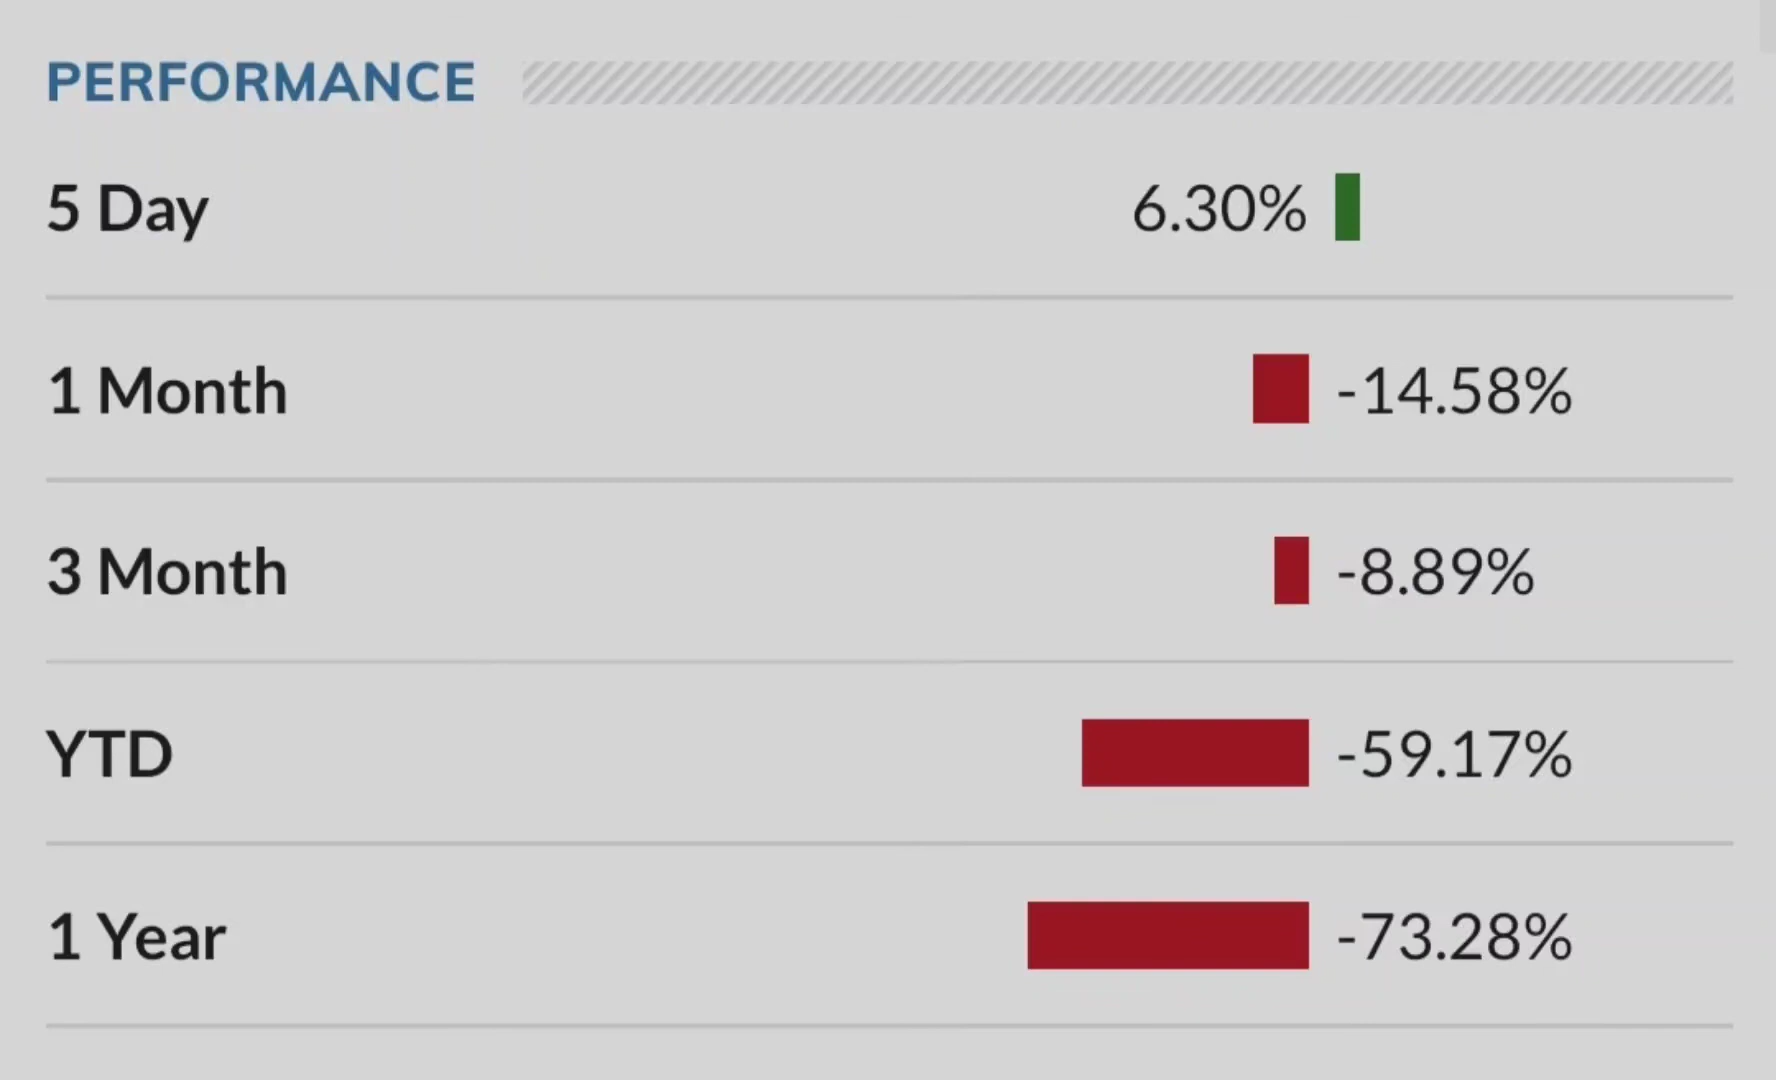 PERFORMANCE
5 Day 6.30%
1 Month -14.58%
3 Month -8.89%
YTD -59.17%
1 Year -73.28%